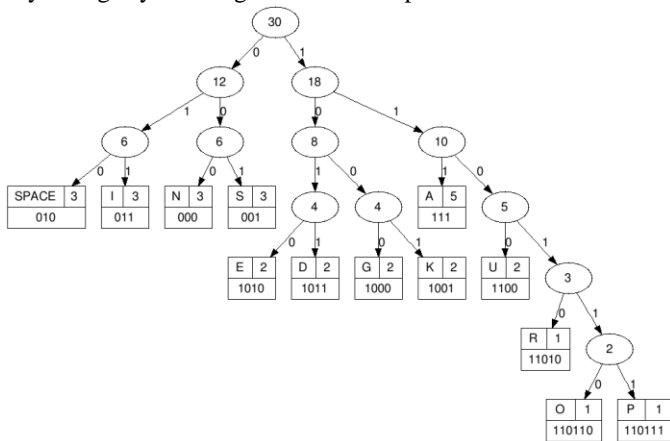 30
0 1
12 18
1 0 0 1
6 6 8 10
0 1 0 1 1 0 1 0
SPACE 3 I 3 N 3 S 3 4 4 A 5 5
010 011 000 001 111
0 1 0 1 0 1
E 2 D 2 G 2 K 2 U 2 3
1010 1011 1000 1001 1100
0 1
R 1 2
11010
0 1
O 1 P 1
110110 110111